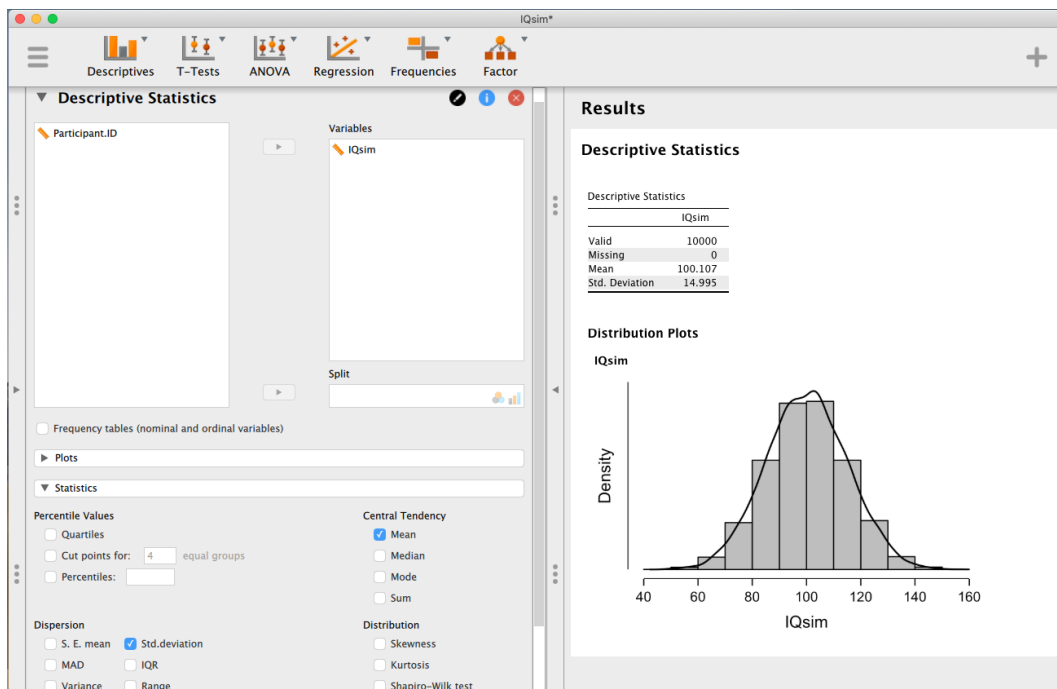 IQsim*
Descriptives T-Tests ANOVA Regression Frequencies Factor
Descriptive Statistics
Participant.ID
Variables
IQsim
Split
Frequency tables (nominal and ordinal variables)
Plots
Statistics
Percentile Values
Quartiles
Cut points for: 4 equal groups
Percentiles:
Central Tendency
Mean
Median
Mode
Sum
Dispersion
S. E. mean Std.deviation
MAD IQR
Variance Range
Distribution
Skewness
Kurtosis
Shapiro-Wilk test
Results
Descriptive Statistics
Descriptive Statistics
IQsim
Valid 10000
Missing 0
Mean 100.107
Std. Deviation 14.995
Distribution Plots
IQsim
Density
40 60 80 100 120 140 160
IQsim